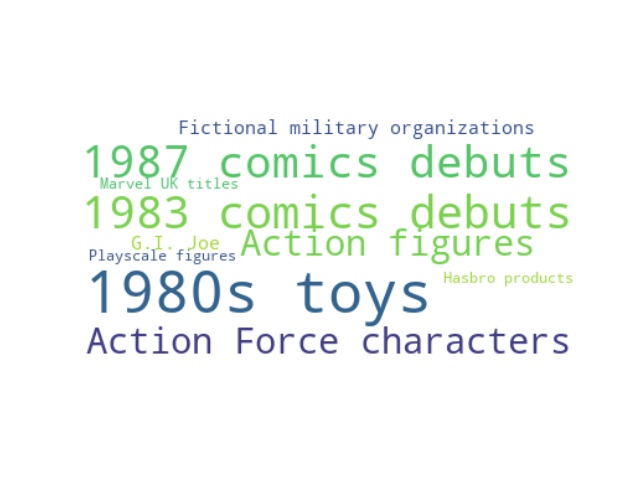 Fictional military organizations
1987 comics debuts
Marvel UK titles
1983 comics debuts
G.I. Joe
Action figures
Playscale figures
1980s toys
Hasbro products
Action Force characters